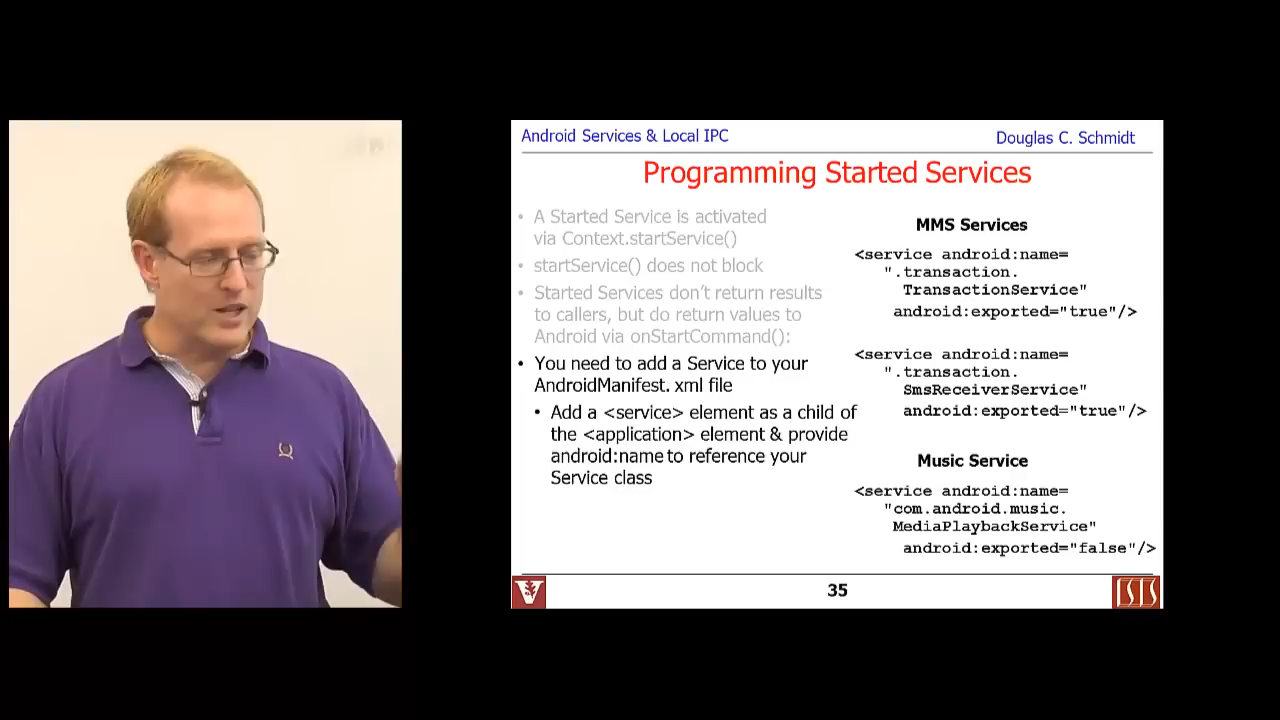 Android Services & Local IPC
Douglas C. Schmidt
Programming Started Services
• A Started Service is activated
via Context.startService()
• startService() does not block
• Started Services don't return results
to callers, but do return values to
Android via onStartCommand():
• You need to add a Service to your
AndroidManifest. xml file
• Add a <service> element as a child of
the <application> element & provide
android:name to reference your
Service class
MMS Services
<service android:name=
".transaction.
TransactionService"
android:exported="true"/>
<service android:name=
".transaction.
SmsReceiverService"
android:exported="true"/>
Music Service
<service android:name=
"com.android.music.
MediaPlaybackService"
android:exported="false"/>
V
35
ISIS